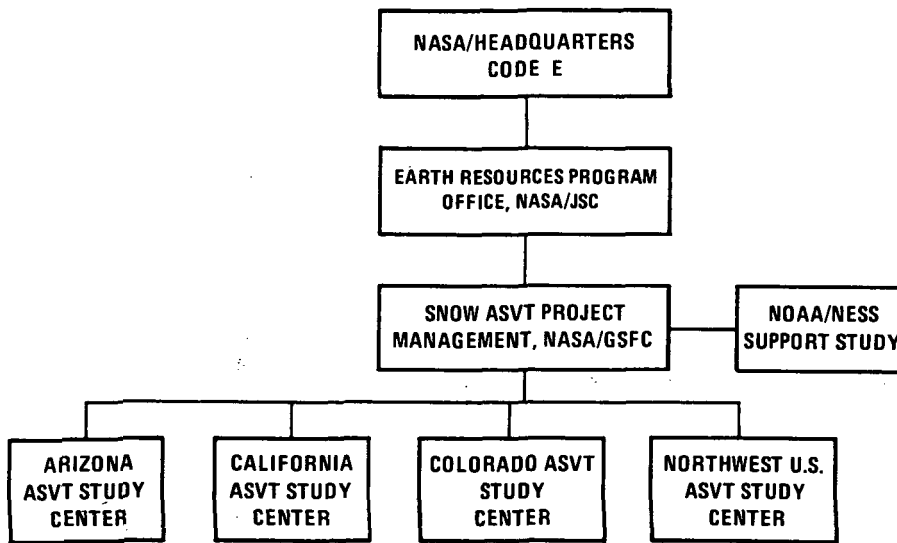 NASA/HEADQUARTERS
CODE E
EARTH RESOURCES PROGRAM
OFFICE, NASA/JSC
SNOW ASVT PROJECT
MANAGEMENT, NASA/GSFC
NOAA/NESS
SUPPORT STUDY
ARIZONA
ASVT STUDY
CENTER
CALIFORNIA
ASVT STUDY
CENTER
COLORADO ASVT
STUDY
CENTER
NORTHWEST U.S.
ASVT STUDY
CENTER